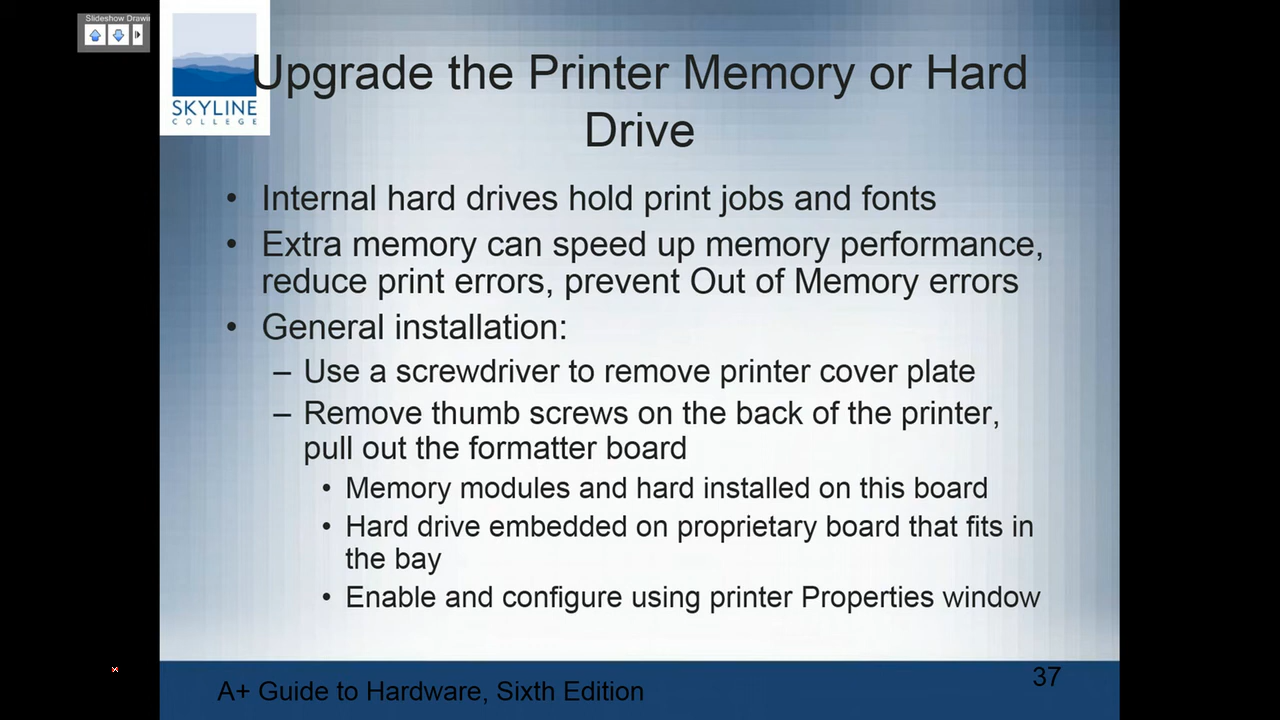 Slideshow Drawi
SKYLINE
COLLEGE
Upgrade the Printer Memory or Hard
Drive
• Internal hard drives hold print jobs and fonts
• Extra memory can speed up memory performance,
reduce print errors, prevent Out of Memory errors
• General installation:
– Use a screwdriver to remove printer cover plate
– Remove thumb screws on the back of the printer,
pull out the formatter board
• Memory modules and hard installed on this board
• Hard drive embedded on proprietary board that fits in
the bay
• Enable and configure using printer Properties window
A+ Guide to Hardware, Sixth Edition
37